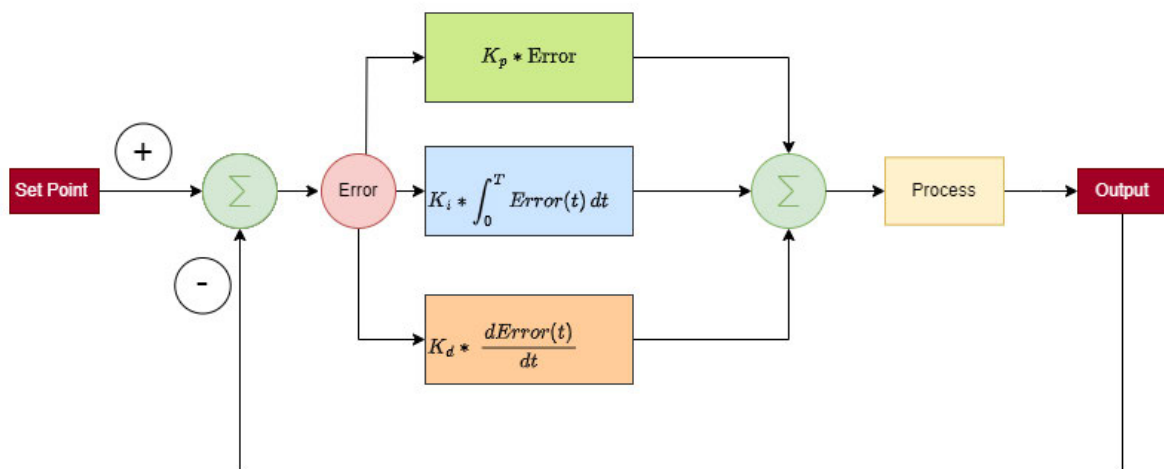 K_p * Error
+
Set Point
∑
Error
K_i * ∫_0^T Error(t) dt
∑
Process
Output
-
K_d * dError(t)/dt